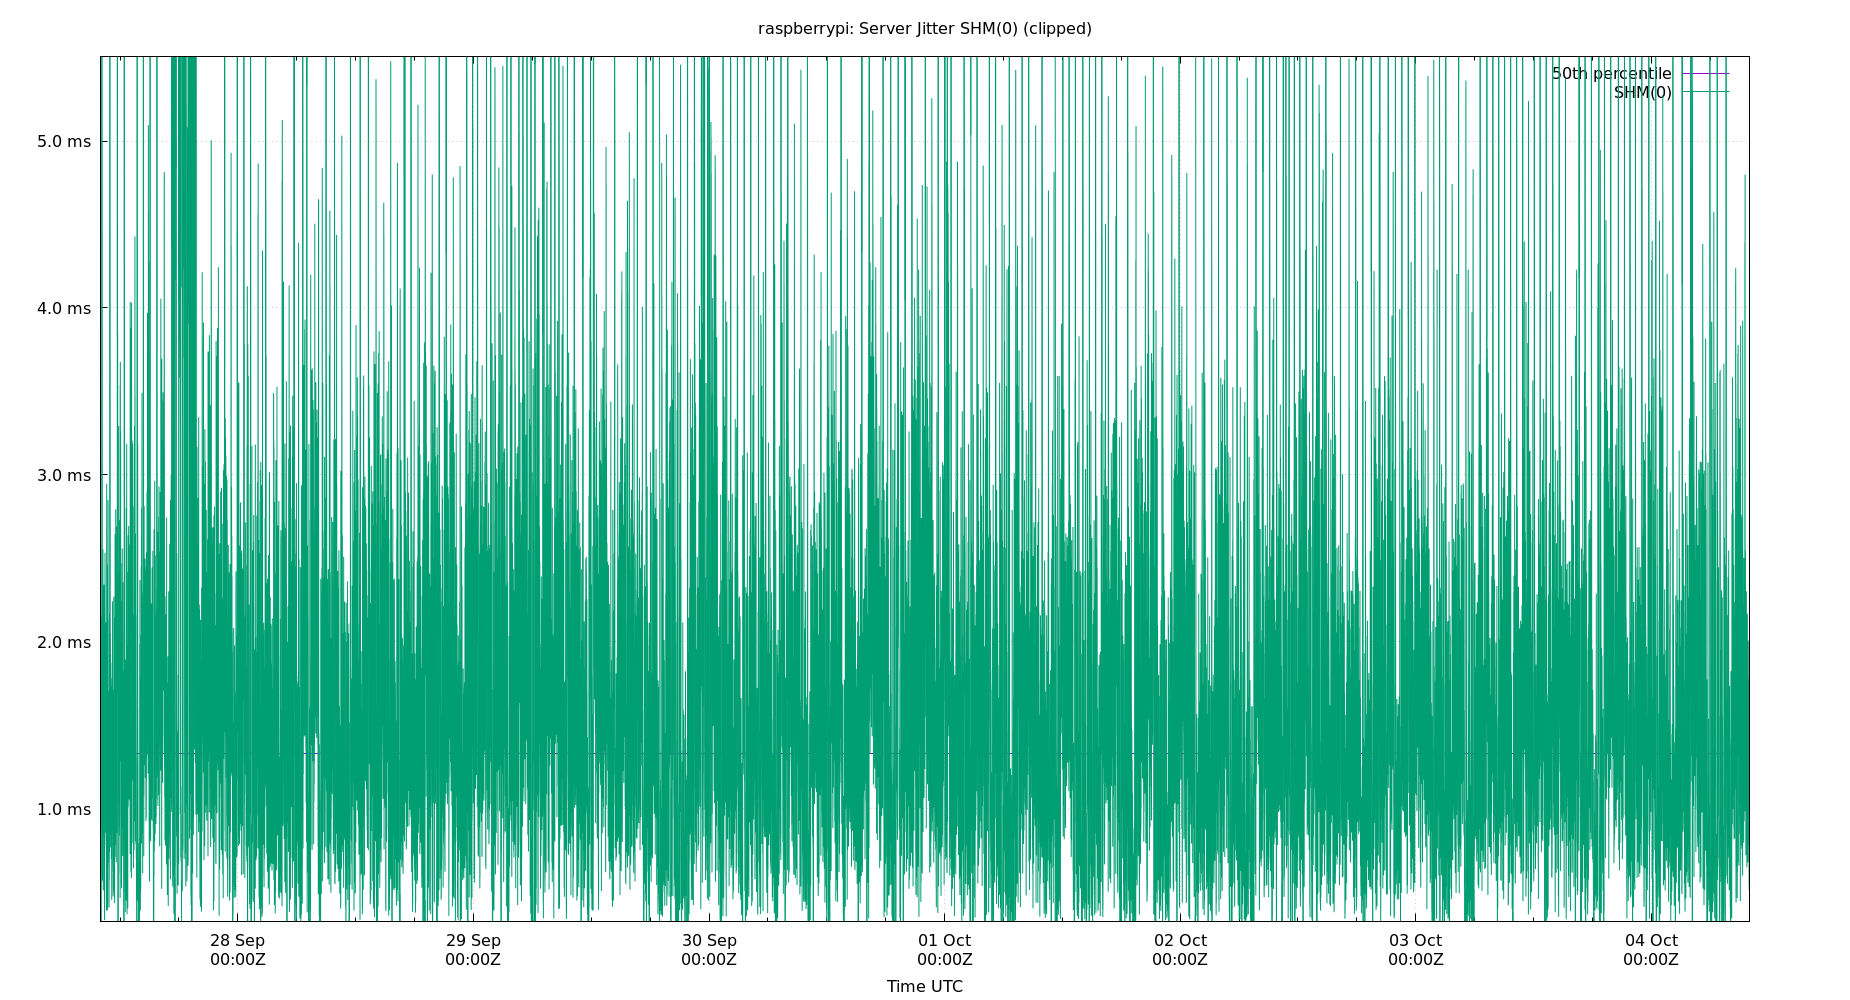 raspberrypi: Server Jitter SHM(0) (clipped)
50th percentile
SHM(0)
5.0 ms
4.0 ms
3.0 ms
2.0 ms
1.0 ms
28 Sep 29 Sep 30 Sep 01 Oct 02 Oct 03 Oct 04 Oct
00:00Z 00:00Z 00:00Z 00:00Z 00:00Z 00:00Z 00:00Z
Time UTC